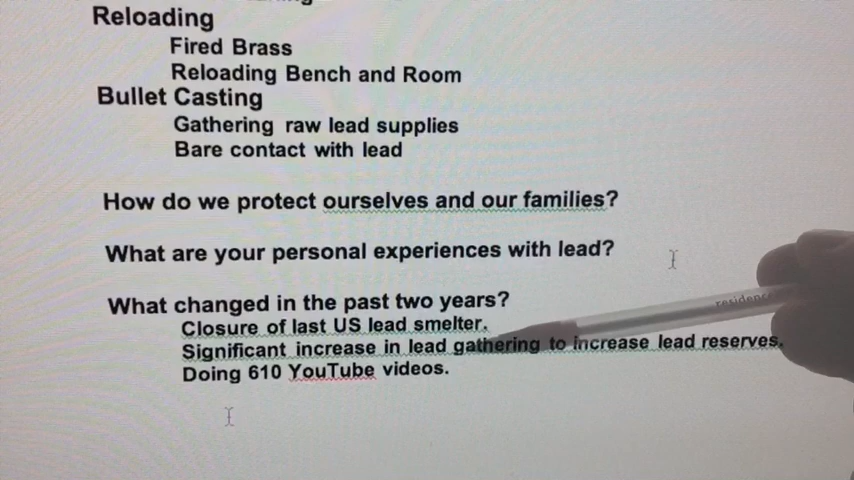 Reloading
Fired Brass
Reloading Bench and Room
Bullet Casting
Gathering raw lead supplies
Bare contact with lead
How do we protect ourselves and our families?
What are your personal experiences with lead?
What changed in the past two years?
Closure of last US lead smelter.
Significant increase in lead gathering to increase lead reserves.
Doing 610 YouTube videos.